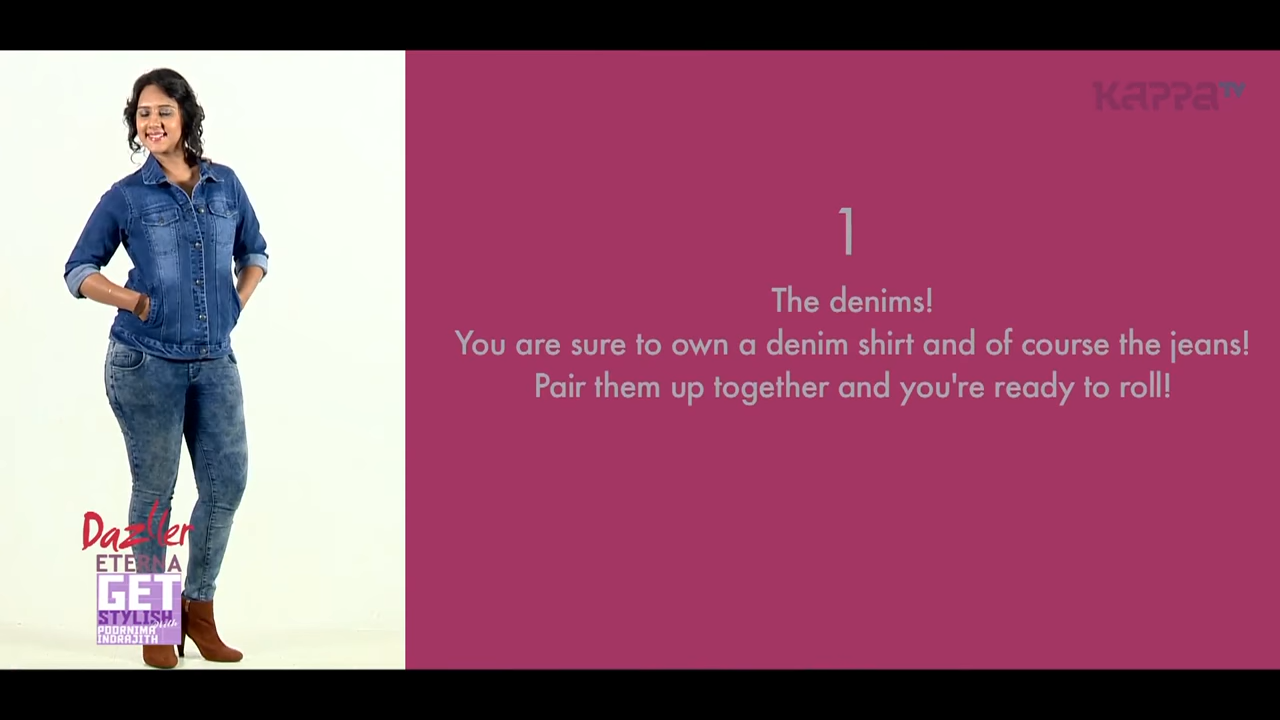 KAPPA TV
1
The denims!
You are sure to own a denim shirt and of course the jeans!
Pair them up together and you're ready to roll!
Dazller
ETERNA
GET
STYLISH
with
POORNIMA
INDRAJITH